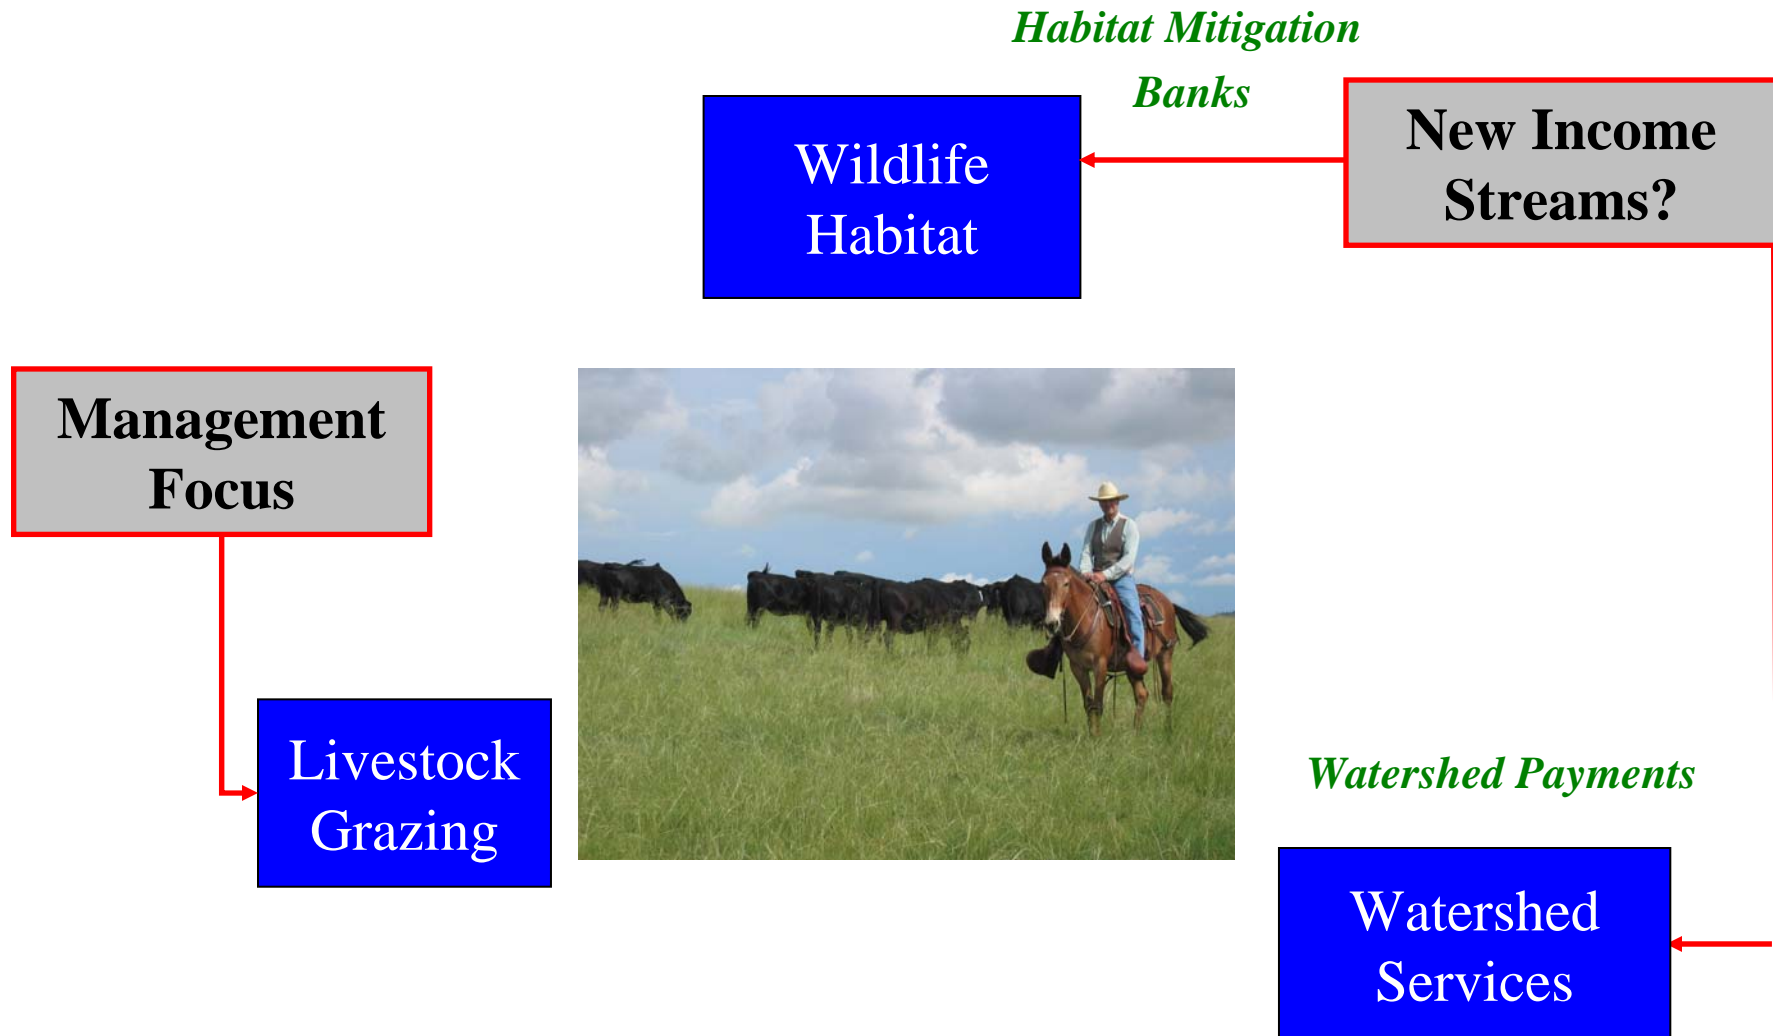 Habitat Mitigation
Banks
Wildlife
Habitat
New Income
Streams?
Management
Focus
Livestock
Grazing
Watershed Payments
Watershed
Services